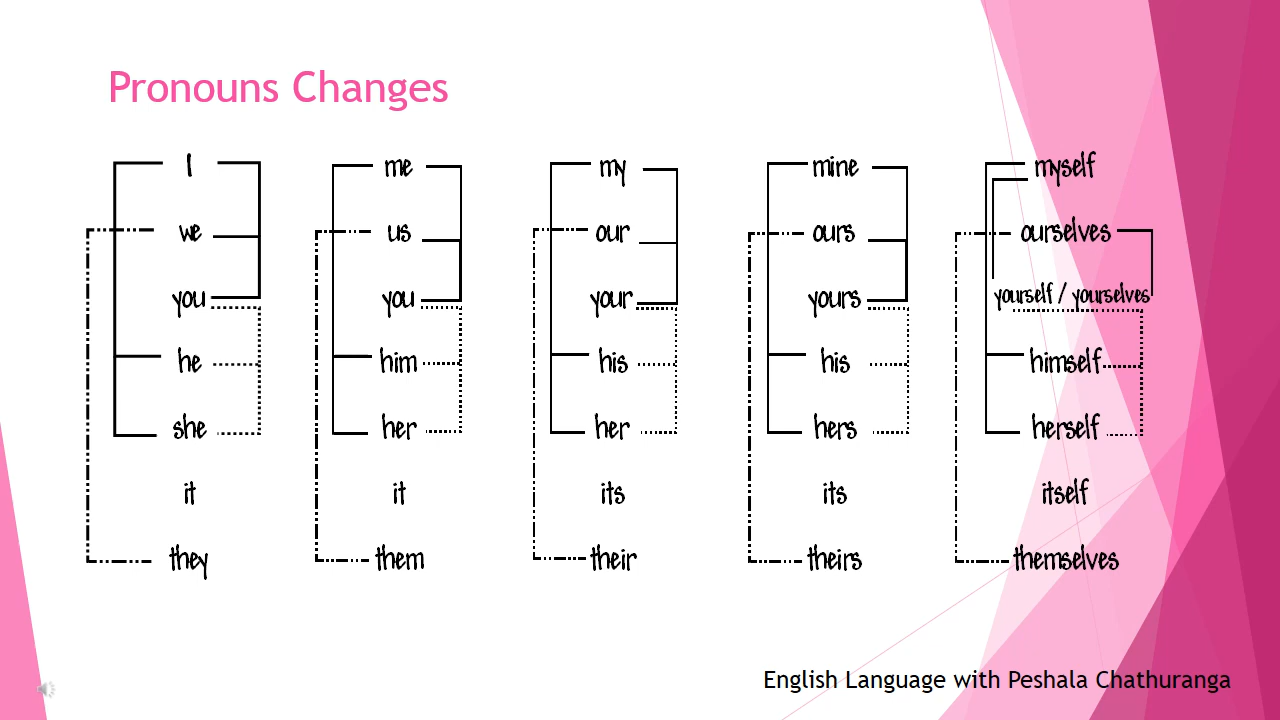 Pronouns Changes
I me my mine myself
we us our ours ourselves
you you your yours yourself / yourselves
he him his his himself
she her her hers herself
it it its its itself
they them their theirs themselves
English Language with Peshala Chathuranga